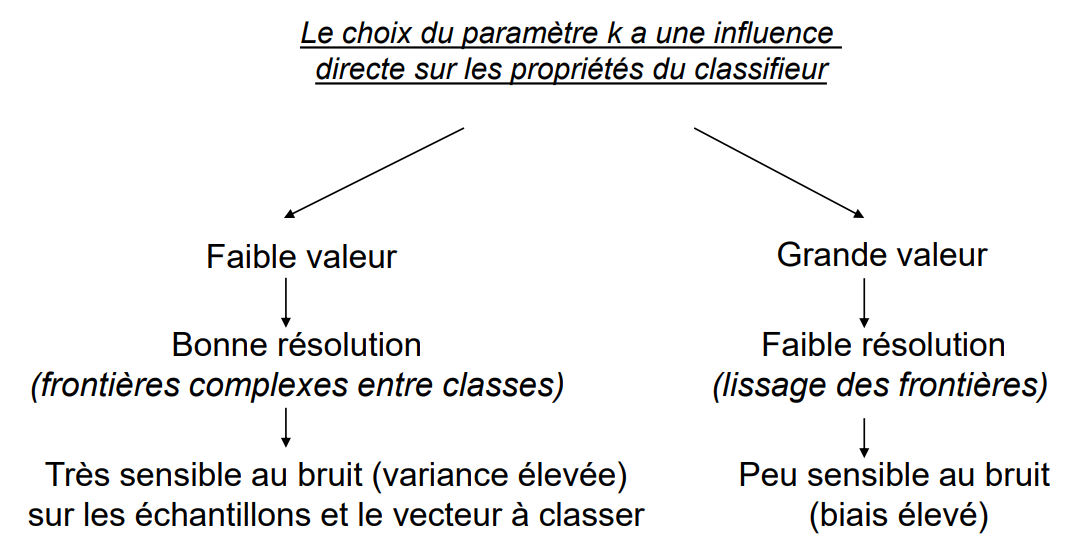 Le choix du paramètre k a une influence
directe sur les propriétés du classifieur
Faible valeur
Bonne résolution
(frontières complexes entre classes)
Très sensible au bruit (variance élevée)
sur les échantillons et le vecteur à classer
Grande valeur
Faible résolution
(lissage des frontières)
Peu sensible au bruit
(biais élevé)